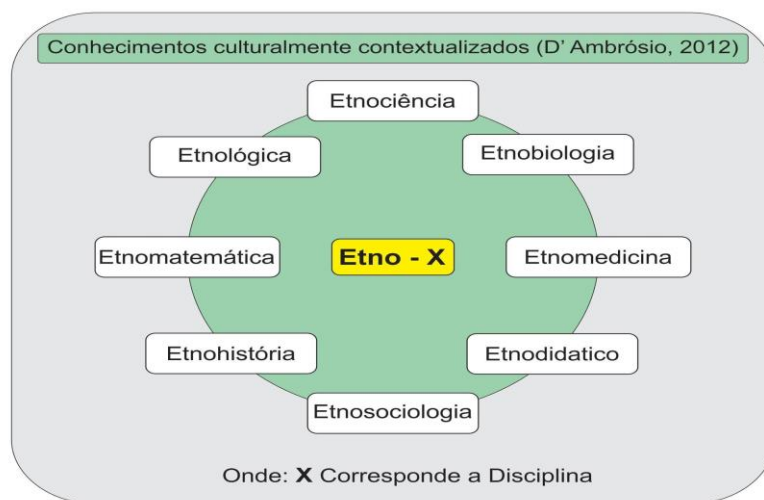 Conhecimentos culturalmente contextualizados (D' Ambrósio, 2012)
Etnociência
Etnológica
Etnobiologia
Etnomatemática
Etno - X
Etnomedicina
Etnohistória
Etnodidatico
Etnosociologia
Onde: X Corresponde a Disciplina